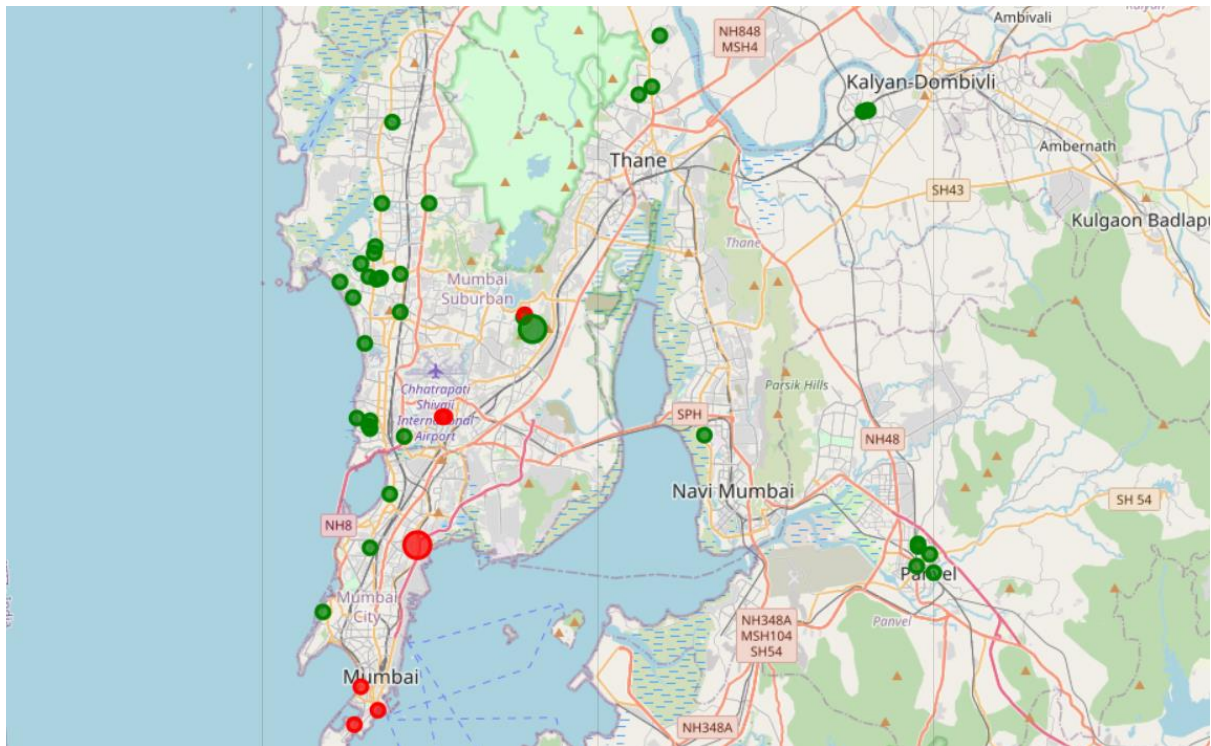 Ambivali
Kalyan
NH848
MSH4
Kalyan-Dombivli
Ambernath
Thane
SH43
Kulgaon Badlapu
Thane
Mumbai
Suburban
Parsik Hills
Chhatrapati
Shivaji
International
Airport
SPH
NH48
Navi Mumbai
SH 54
NH8
Panvel
Mumbai
City
Panvel
NH348A
MSH104
SH54
Mumbai
NH348A